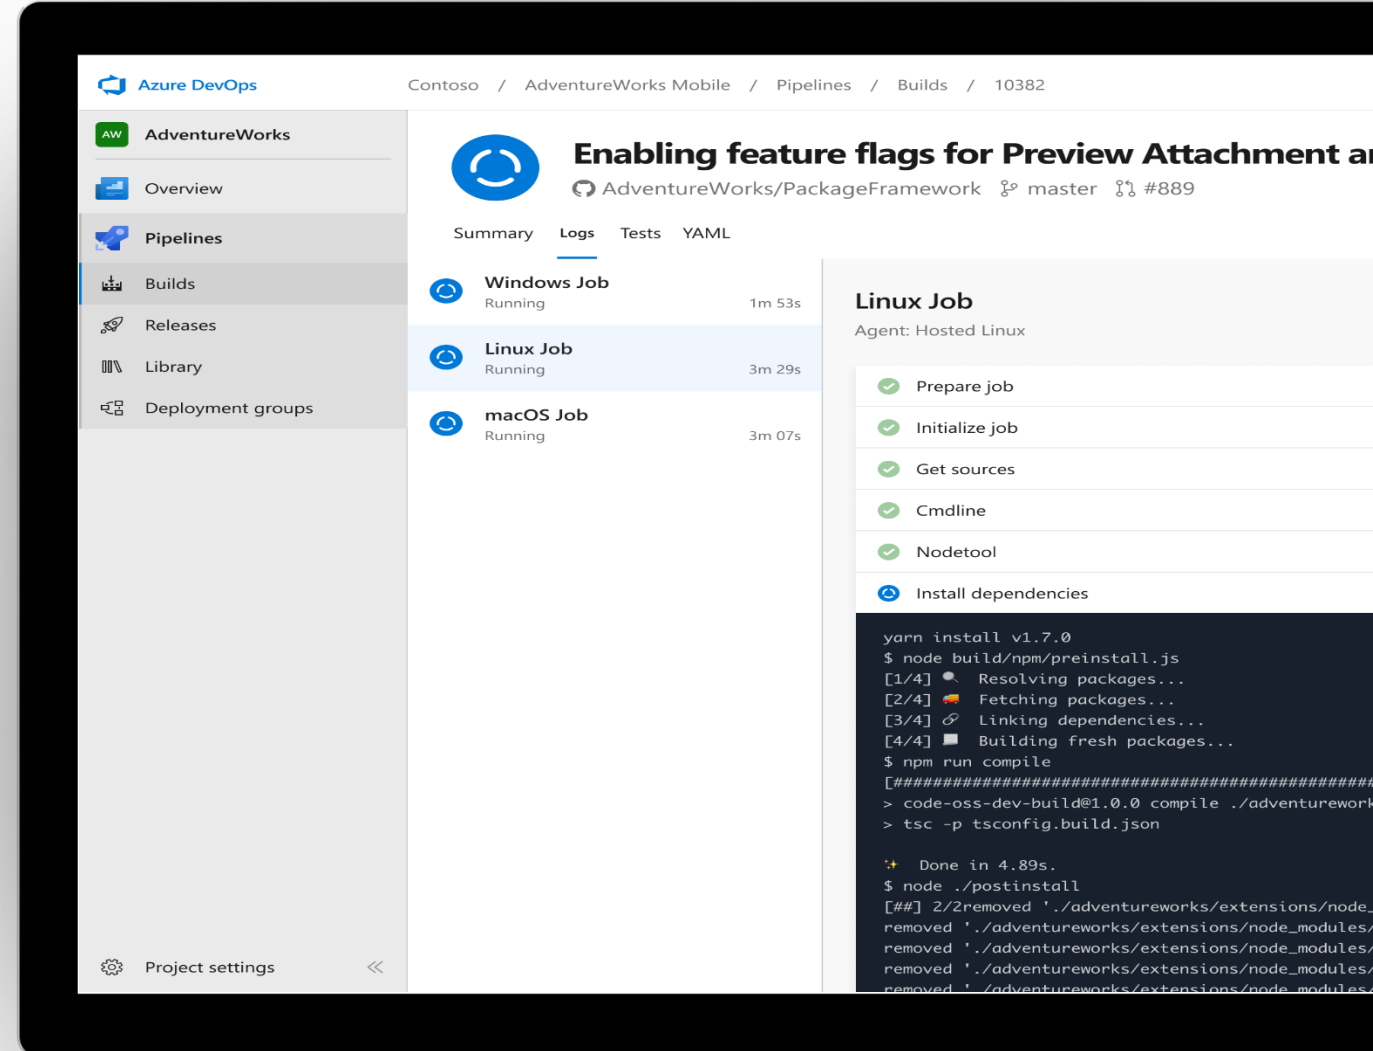 Azure DevOps
Contoso / AdventureWorks Mobile / Pipelines / Builds / 10382
AW AdventureWorks
Overview
Pipelines
Builds
Releases
Library
Deployment groups
Project settings
Enabling feature flags for Preview Attachment
AdventureWorks/PackageFramework master #889
Summary Logs Tests YAML
Windows Job
Running 1m 53s
Linux Job
Running 3m 29s
macOS Job
Running 3m 07s
Linux Job
Agent: Hosted Linux
Prepare job
Initialize job
Get sources
Cmdline
Nodetool
Install dependencies
yarn install v1.7.0
$ node build/npm/preinstall.js
[1/4] 🔍 Resolving packages...
[2/4] 🚚 Fetching packages...
[3/4] 🔗 Linking dependencies...
[4/4] 📃 Building fresh packages...
$ npm run compile
[################################################
> code-oss-dev-build@1.0.0 compile ./adventurework
> tsc -p tsconfig.build.json
✨ Done in 4.89s.
$ node ./postinstall
[##] 2/2removed './adventureworks/extensions/node_
removed './adventureworks/extensions/node_modules/
removed './adventureworks/extensions/node_modules/
removed './adventureworks/extensions/node_modules/
removed './adventureworks/extensions/node_modules/